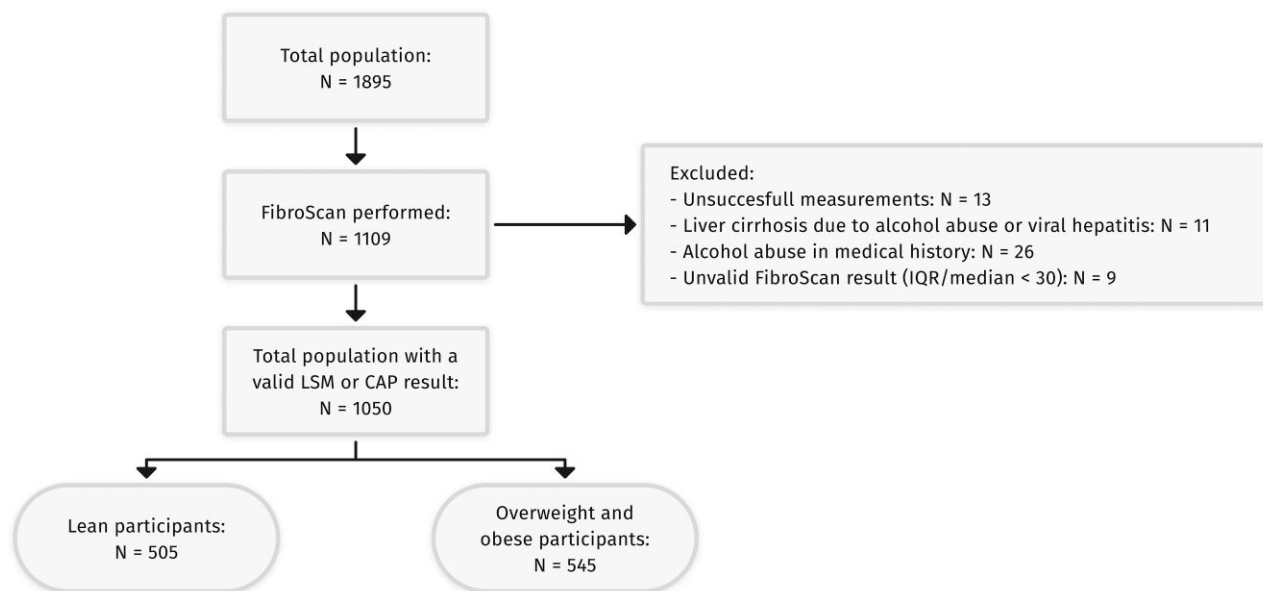 Total population:
N = 1895
FibroScan performed:
N = 1109
Excluded:
- Unsuccesfull measurements: N = 13
- Liver cirrhosis due to alcohol abuse or viral hepatitis: N = 11
- Alcohol abuse in medical history: N = 26
- Unvalid FibroScan result (IQR/median < 30): N = 9
Total population with a
valid LSM or CAP result:
N = 1050
Lean participants:
N = 505
Overweight and
obese participants:
N = 545